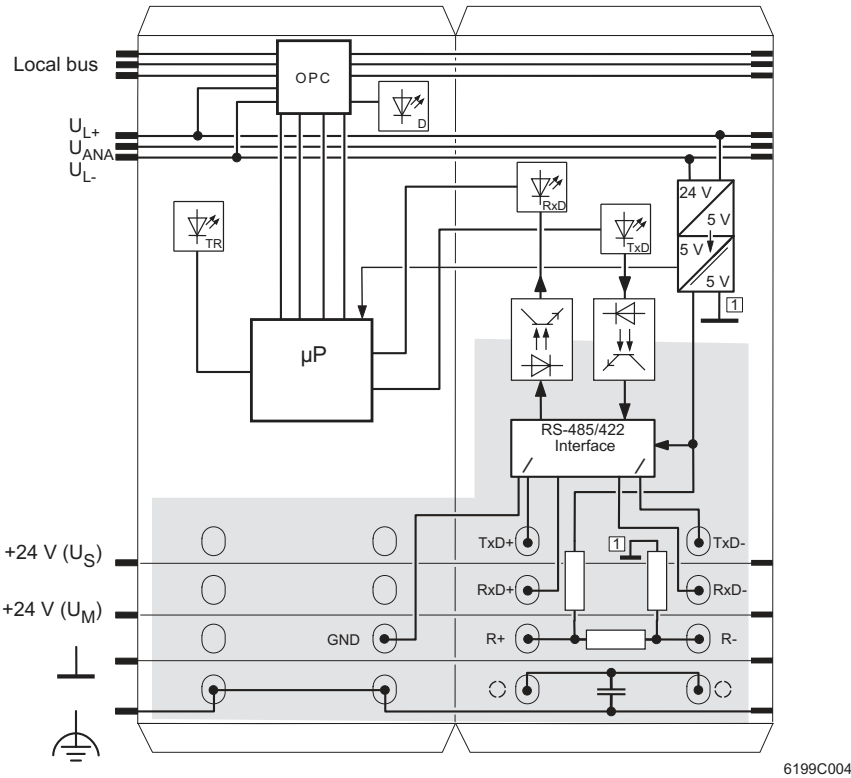 Local bus
OPC
D
UL+
UANA
UL-
RxD
TxD
TR
24 V
5 V
5 V
5 V
1
µP
RS-485/422
Interface
+24 V (US)
TxD+
1
TxD-
+24 V (UM)
RxD+
RxD-
GND
R+
R-
6199C004